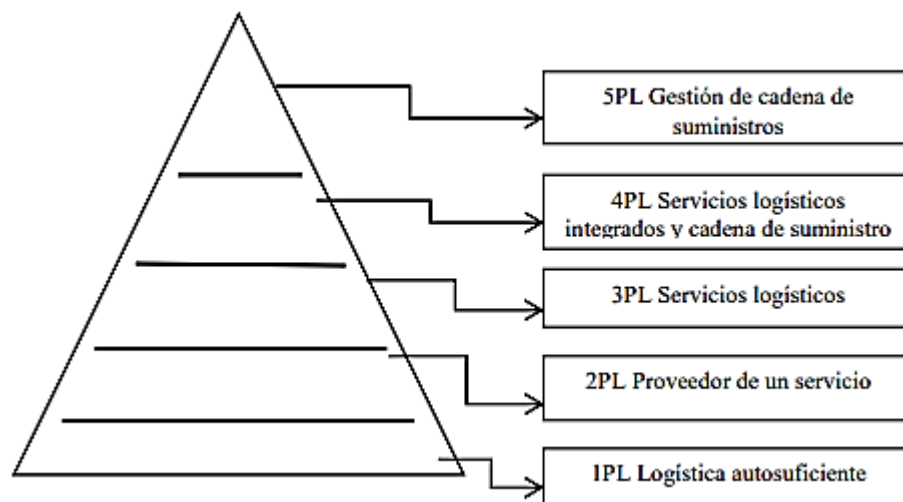 5PL Gestión de cadena de
suministros
4PL Servicios logísticos
integrados y cadena de suministro
3PL Servicios logísticos
2PL Proveedor de un servicio
1PL Logística autosuficiente